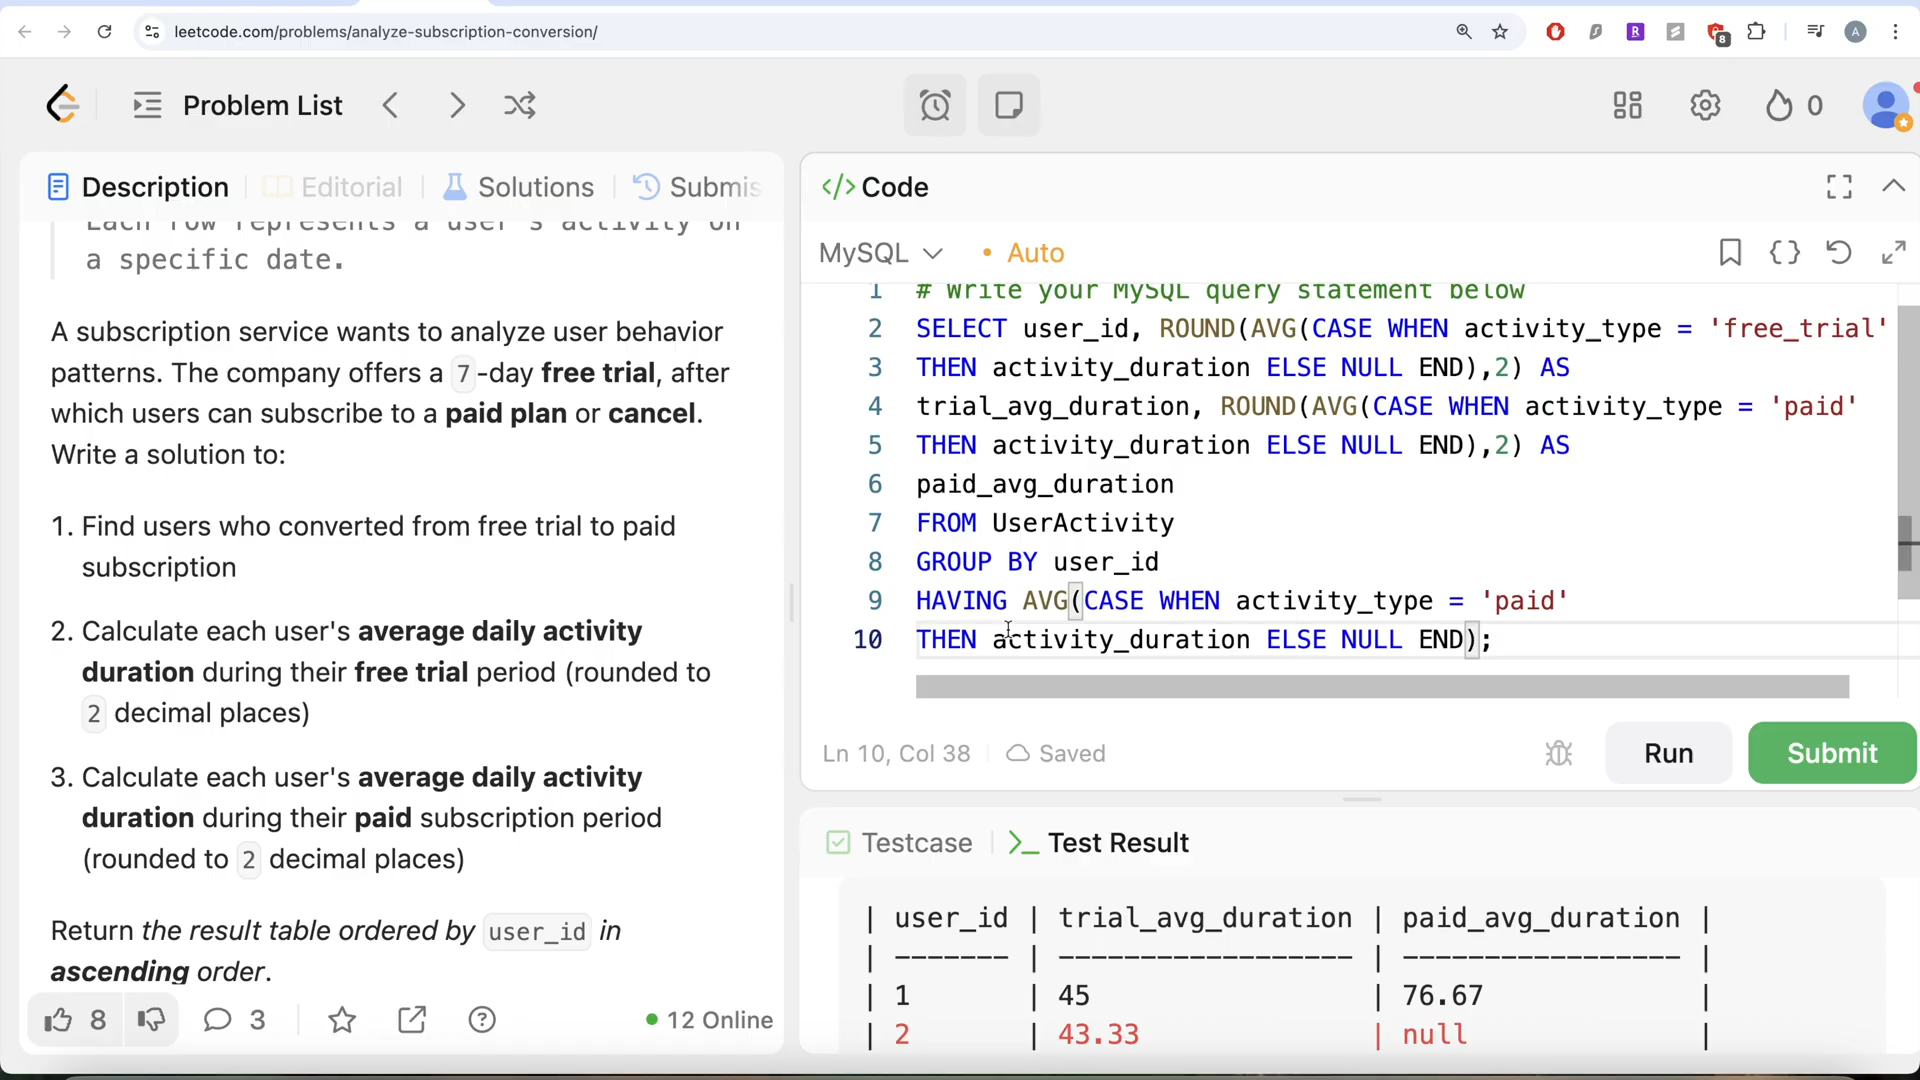 leetcode.com/problems/analyze-subscription-conversion/
8
A
Problem List
0
Description
Editorial
Solutions
Submis
Each row represents a user's activity on
a specific date.
A subscription service wants to analyze user behavior
patterns. The company offers a 7-day free trial, after
which users can subscribe to a paid plan or cancel.
Write a solution to:
1. Find users who converted from free trial to paid
subscription
2. Calculate each user's average daily activity
duration during their free trial period (rounded to
2 decimal places)
3. Calculate each user's average daily activity
duration during their paid subscription period
(rounded to 2 decimal places)
Return the result table ordered by user_id in
ascending order.
8
3
12 Online
</> Code
MySQL
Auto
1 # Write your MySQL query statement below
2 SELECT user_id, ROUND(AVG(CASE WHEN activity_type = 'free_trial'
3 THEN activity_duration ELSE NULL END),2) AS
4 trial_avg_duration, ROUND(AVG(CASE WHEN activity_type = 'paid'
5 THEN activity_duration ELSE NULL END),2) AS
6 paid_avg_duration
7 FROM UserActivity
8 GROUP BY user_id
9 HAVING AVG(CASE WHEN activity_type = 'paid'
10 THEN activity_duration ELSE NULL END);
Ln 10, Col 38
Saved
Run
Submit
Testcase
>_ Test Result
| user_id | trial_avg_duration | paid_avg_duration |
| ------- | ------------------ | ----------------- |
| 1 | 45 | 76.67 |
| 2 | 43.33 | null |